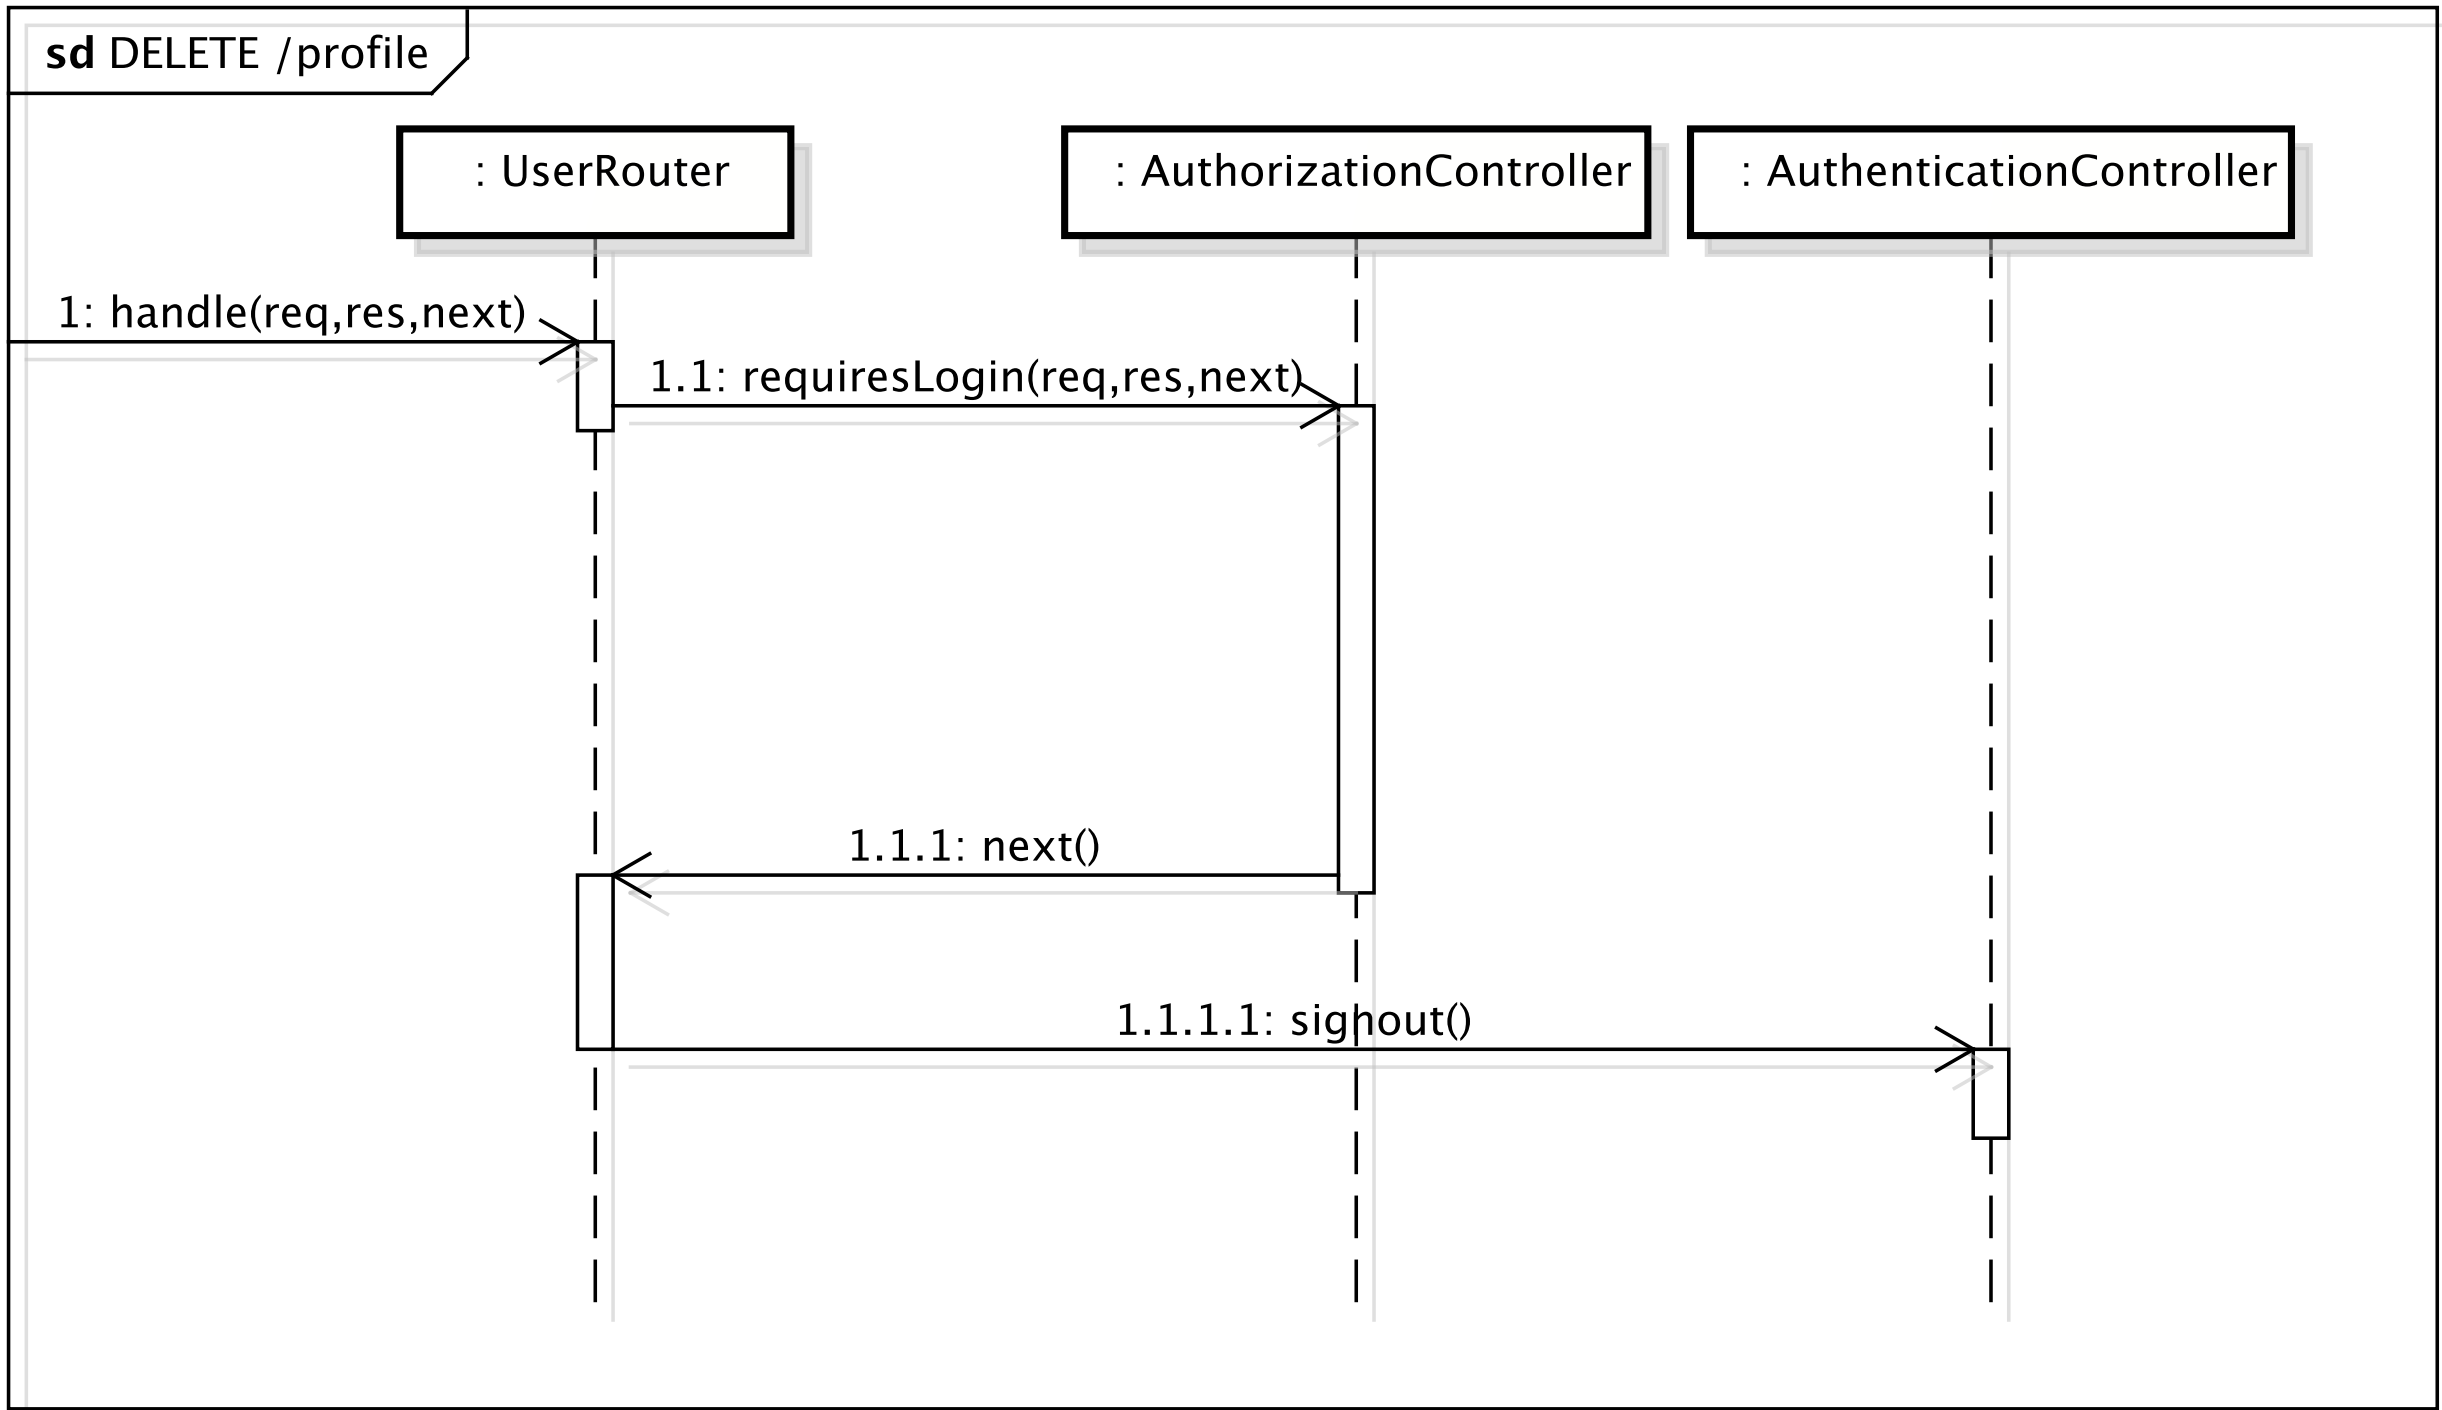 sd DELETE /profile
: UserRouter
: AuthorizationController
: AuthenticationController
1: handle(req,res,next)
1.1: requiresLogin(req,res,next)
1.1.1: next()
1.1.1.1: signout()